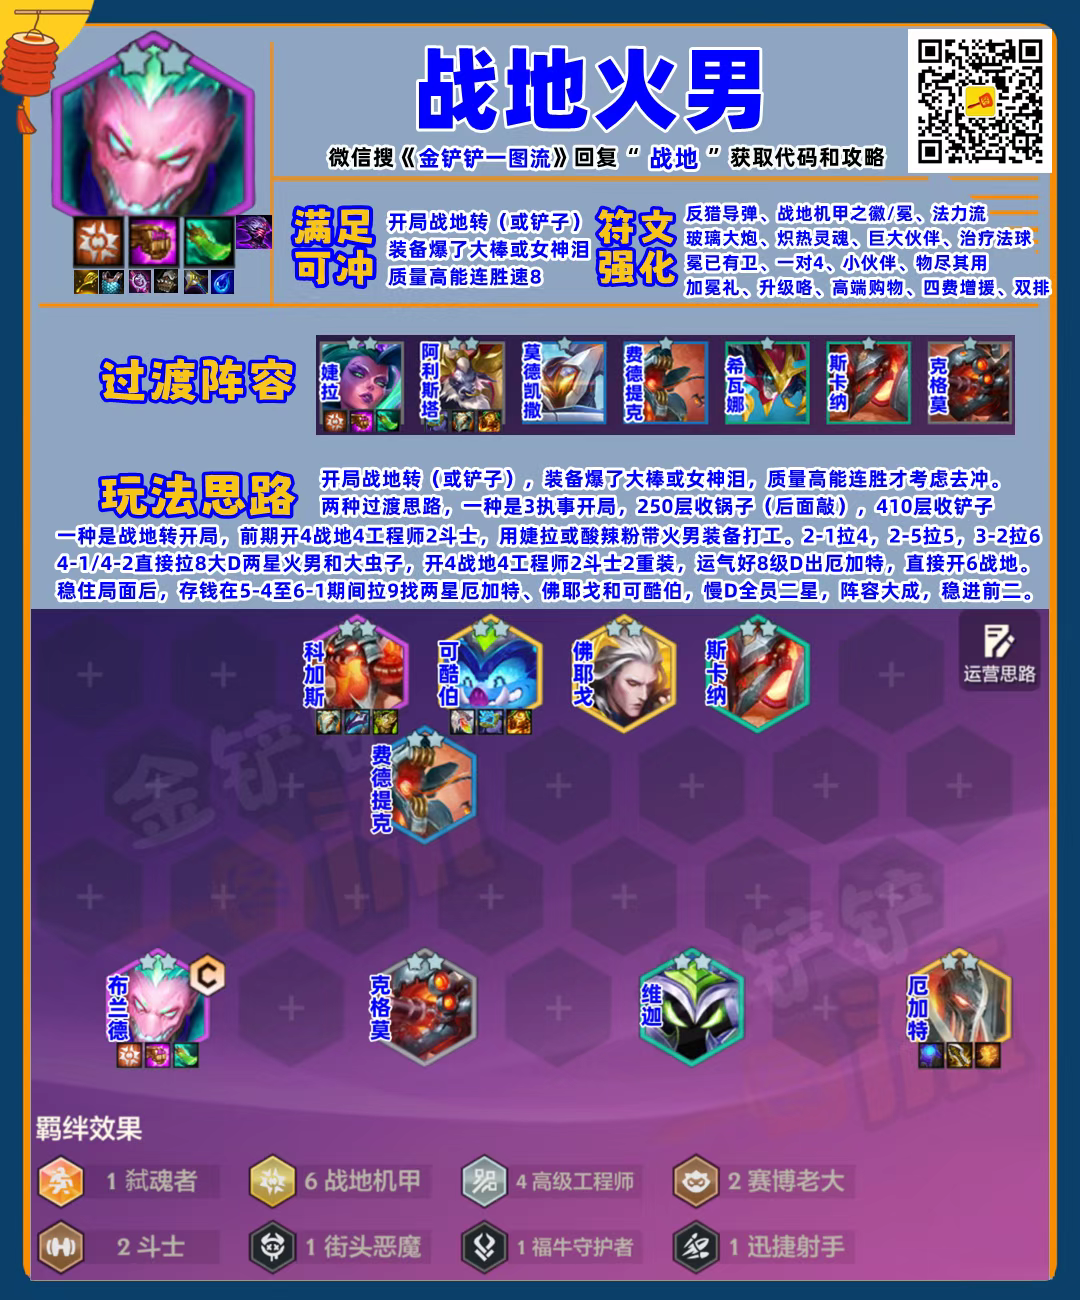 战地火男
微信搜《金铲铲一图流》回复“ 战地 ”获取代码和攻略
满足
可冲
开局战地转（或铲子）
装备爆了大棒或女神泪
质量高能连胜速8
符文
强化
反猎导弹、战地机甲之徽/冕、法力流
玻璃大炮、炽热灵魂、巨大伙伴、治疗法球
冕已有卫、一对4、小伙伴、物尽其用
加冕礼、升级咯、高端购物、四费增援、双排
过渡阵容
婕拉
阿利斯塔
莫德凯撒
费德提克
希瓦娜
斯卡纳
克格莫
玩法思路
开局战地转（或铲子），装备爆了大棒或女神泪，质量高能连胜才考虑去冲。
两种过渡思路，一种是3执事开局，250层收锅子（后面敲），410层收铲子
一种是战地转开局，前期开4战地4工程师2斗士，用婕拉或酸辣粉带火男装备打工。2-1拉4，2-5拉5，3-2拉6
4-1/4-2直接拉8大D两星火男和大虫子，开4战地4工程师2斗士2重装，运气好8级D出厄加特，直接开6战地。
稳住局面后，存钱在5-4至6-1期间拉9找两星厄加特、佛耶戈和可酷伯，慢D全员二星，阵容大成，稳进前二。
运营思路
科加斯
可酷伯
佛耶戈
斯卡纳
费德提克
金铲铲
铲铲
布兰德
C
克格莫
维迦
厄加特
羁绊效果
1 弑魂者
6 战地机甲
4 高级工程师
2 赛博老大
2 斗士
1 街头恶魔
1 福牛守护者
1 迅捷射手